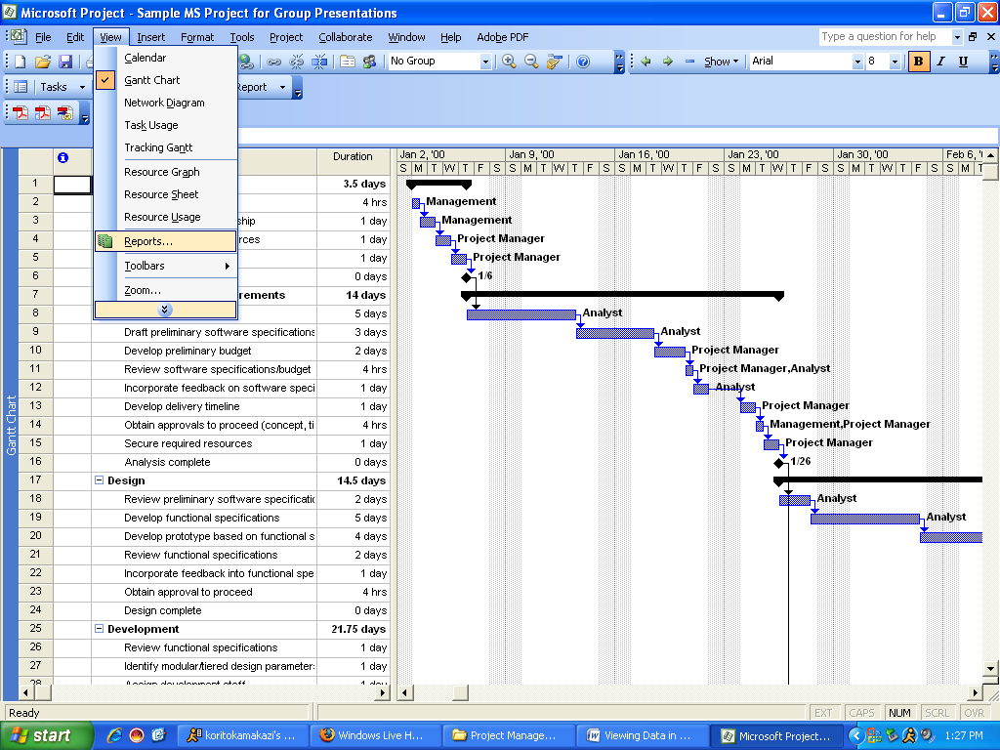 Microsoft Project - Sample MS Project for Group Presentations
File Edit View Insert Format Tools Project Collaborate Window Help Adobe PDF Type a question for help
No Group Show Arial 8 B I U
Tasks Report
Calendar
Gantt Chart
Network Diagram
Task Usage
Tracking Gantt
Resource Graph
Resource Sheet
Resource Usage
Reports...
Toolbars
Zoom...
Duration Jan 2, '00 Jan 9, '00 Jan 16, '00 Jan 23, '00 Jan 30, '00 Feb 6,
S M T W T F S S M T W T F S S M T W T F S S M T W T F S S M T W T F S S M T
1 3.5 days
2 4 hrs Management
3 ship 1 day Management
4 rces 1 day Project Manager
5 1 day Project Manager
6 0 days 1/6
7 rements 14 days
8 5 days Analyst
9 Draft preliminary software specifications 3 days Analyst
10 Develop preliminary budget 2 days Project Manager
11 Review software specifications/budget 4 hrs Project Manager,Analyst
12 Incorporate feedback on software speci 1 day Analyst
13 Develop delivery timeline 1 day Project Manager
14 Obtain approvals to proceed (concept, ti 4 hrs Management,Project Manager
15 Secure required resources 1 day Project Manager
16 Analysis complete 0 days 1/26
17 Design 14.5 days
18 Review preliminary software specificatio 2 days Analyst
19 Develop functional specifications 5 days Analyst
20 Develop prototype based on functional s 4 days
21 Review functional specifications 2 days
22 Incorporate feedback into functional spe 1 day
23 Obtain approval to proceed 4 hrs
24 Design complete 0 days
25 Development 21.75 days
26 Review functional specifications 1 day
27 Identify modular/tiered design parameter: 1 day
28 Assign development staff 1 day
Gantt Chart
Ready EXT CAPS NUM SCRL OVR
start koritokamakazi's ... Windows Live H... Project Manage... Viewing Data in ... Microsoft Project... 1:27 PM